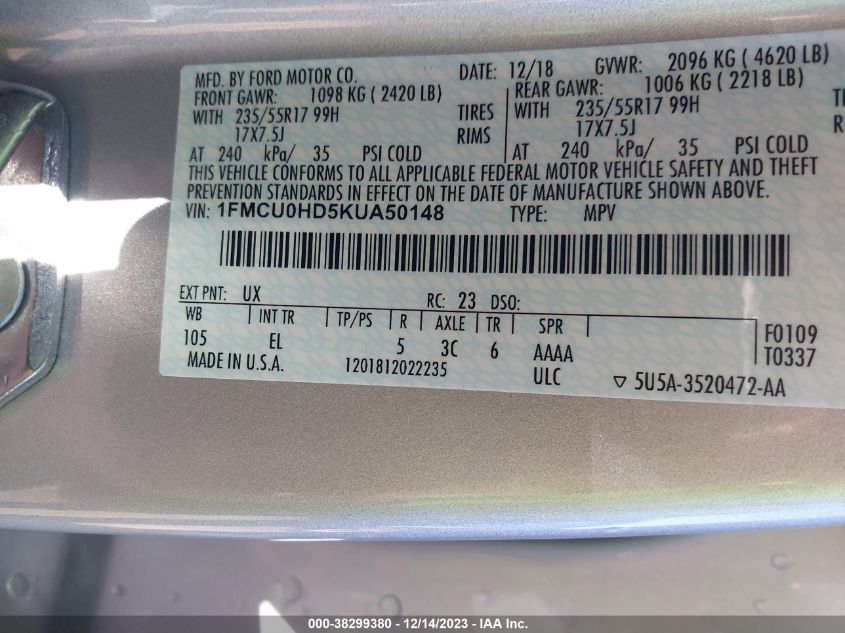 MFD. BY FORD MOTOR CO. DATE: 12/18 GVWR: 2096 KG ( 4620 LB)
FRONT GAWR: 1098 KG ( 2420 LB) REAR GAWR: 1006 KG ( 2218 LB)
WITH 235/55R17 99H TIRES WITH 235/55R17 99H
17X7.5J RIMS 17X7.5J
AT 240 kPa/ 35 PSI COLD AT 240 kPa/ 35 PSI COLD
THIS VEHICLE CONFORMS TO ALL APPLICABLE FEDERAL MOTOR VEHICLE SAFETY AND THEFT
PREVENTION STANDARDS IN EFFECT ON THE DATE OF MANUFACTURE SHOWN ABOVE.
VIN: 1FMCU0HD5KUA50148 TYPE: MPV
EXT PNT: UX RC: 23 DSO:
WB INT TR TP/PS R AXLE TR SPR F0109
105 EL 5 3C 6 AAAA T0337
MADE IN U.S.A. 1201812022235 ULC 5U5A-3520472-AA
000-38299380 - 12/14/2023 - IAA Inc.